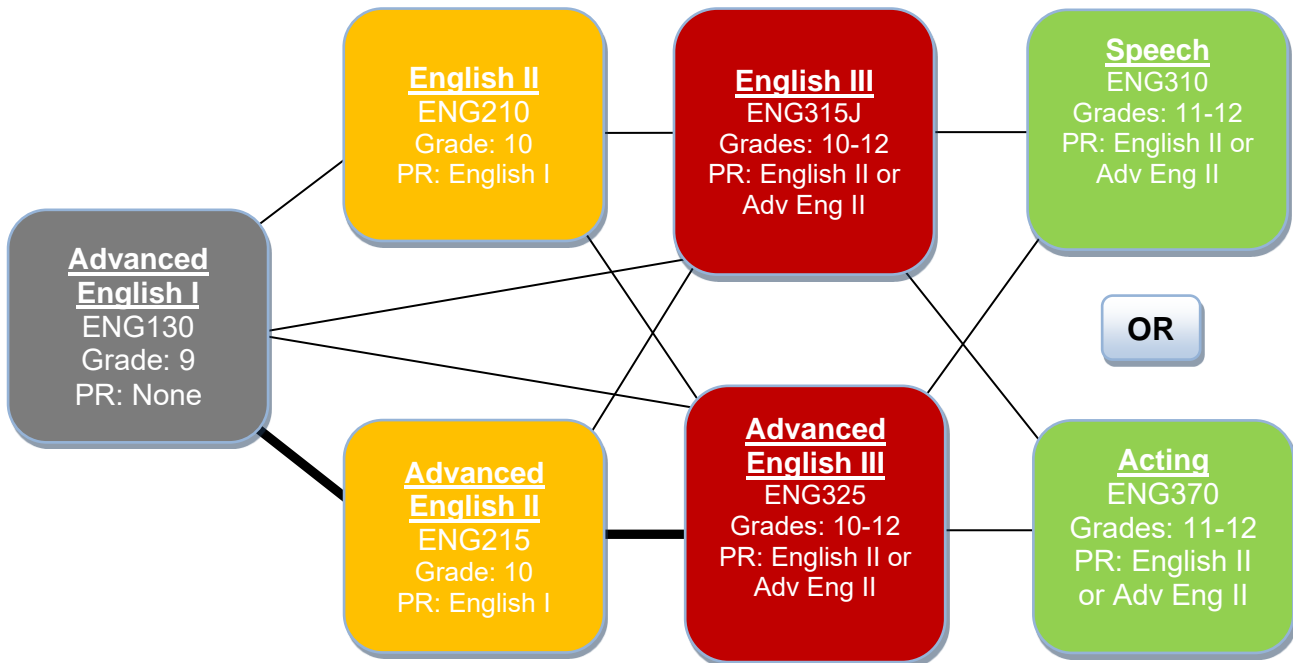 Advanced
English I
ENG130
Grade: 9
PR: None
English II
ENG210
Grade: 10
PR: English I
Advanced
English II
ENG215
Grade: 10
PR: English I
English III
ENG315J
Grades: 10-12
PR: English II or
Adv Eng II
Advanced
English III
ENG325
Grades: 10-12
PR: English II or
Adv Eng II
Speech
ENG310
Grades: 11-12
PR: English II or
Adv Eng II
OR
Acting
ENG370
Grades: 11-12
PR: English II
or Adv Eng II